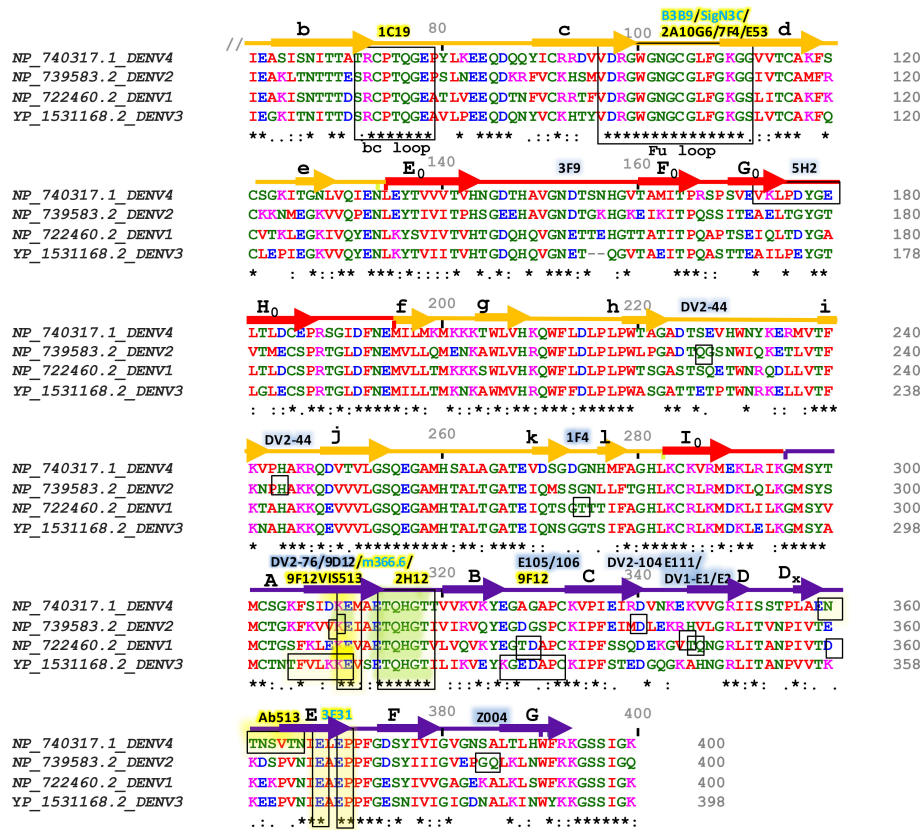 B3B9/SigN3C/
b 1C19 80 c 100 2A10G6/7F4/E53 d
//
NP_740317.1_DENV4 IEASISNITTATRCPTQGEPYLKEEQDQQYICRRDVVDRGWGNGCGLFGKGGVVTCAKFS 120
NP_739583.2_DENV2 IEAKLTNTTTESRCPTQGEPSLNEEQDKRFVCKHSMVDRGWGNGCGLFGKGGIVTCAMFR 120
NP_722460.2_DENV1 IEAKISNTTTDSRCPTQGEATLVEEQDTNFVCRRTFVDRGWGNGCGLFGKGSLITCAKFK 120
YP_1531168.2_DENV3 IEGKITNITTDSRCPTQGEAVLPEEQDQNYVCKHTYVDRGWGNGCGLFGKGSLVTCAKFQ 120
bc loop Fu loop
e E0 140 3F9 160 F0 G0 5H2
NP_740317.1_DENV4 CSGKITGNLVQIENLEYTVVVTVHNGDTHAVGNDTSNHGVTAMITPRSPSVEVKLPDYGE 180
NP_739583.2_DENV2 CKKNMEGKVVQPENLEYTIVITPHSGEEHAVGNDTGKHGKEIKITPQSSITEAELTGYGT 180
NP_722460.2_DENV1 CVTKLEGKIVQYENLKYSVIVTVHTGDQHQVGNETTEHGTTATITPQAPTSEIQLTDYGA 180
YP_1531168.2_DENV3 CLEPIEGKVVQYENLKYTVIITVHTGDQHQVGNET--QGVTAEITPQASTTEAILPEYGT 178
H0 f 200 g h 220 DV2-44 i
NP_740317.1_DENV4 LTLDCEPRSGIDFNEMILMKMKKKTWLVHKQWFLDLPLPWTAGADTSEVHWNYKERMVTF 240
NP_739583.2_DENV2 VTMECSPRTGLDFNEMVLLQMENKAWLVHRQWFLDLPLPWLPGADTQGSNWIQKETLVTF 240
NP_722460.2_DENV1 LTLDCSPRTGLDFNEMVLLTMKKKSWLVHKQWFLDLPLPWTSGASTSQETWNRQDLLVTF 240
YP_1531168.2_DENV3 LGLECSPRTGLDFNEMILLTMKNKAWMVHRQWFFDLPLPWASGATTETPTWNRKELLVTF 238
DV2-44 j 260 k 1F4 l 280 I0
NP_740317.1_DENV4 KVPHAKRQDVTVLGSQEGAMHSALAGATEVDSGDGNHMFAGHLKCKVRMEKLRIKGMSYT 300
NP_739583.2_DENV2 KNPHAKKQDVVVLGSQEGAMHTALTGATEIQMSSGNLLFTGHLKCRLRMDKLQLKGMSYS 300
NP_722460.2_DENV1 KTAHAKKQEVVVLGSQEGAMHTALTGATEIQTSGTTTIFAGHLKCRLKMDKLTLKGMSYV 300
YP_1531168.2_DENV3 KNAHAKKQEVVVLGSQEGAMHTALTGATEIQNSGGTSIFAGHLKCRLKMDKLELKGMSYA 298
DV2-76/9D12/m366.6/ E105/106 DV2-104 E111/
A 9F12VIS513 2H12 320 B 9F12 C 340 DV1-E1/E2 D Dx
NP_740317.1_DENV4 MCSGKFSIDKEMAETQHGTTVVKVKYEGAGAPCKVPIEIRDVNKEKVVGRIISSTPLAEN 360
NP_739583.2_DENV2 MCTGKFKVVKEIAETQHGTIVIRVQYEGDGSPCKIPFEIMDLEKRHVLGRLITVNPIVTE 360
NP_722460.2_DENV1 MCTGSFKLEKEVAETQHGTVLVQVKYEGTDAPCKIPFSSQDEKGVTQNGRLITANPIVTD 360
YP_1531168.2_DENV3 MCTNTFVLKKEVSETQHGTILIKVEYKGEDAPCKIPFSTEDGQGKAHNGRLITANPVVTK 358
Ab513 E 3E31 F 380 Z004 G 400
NP_740317.1_DENV4 TNSVTNIELEPPFGDSYIVIGVGNSALTLHWFRKGSSIGK 400
NP_739583.2_DENV2 KDSPVNIEAEPPFGDSYIIIGVEPGQLKLNWFKKGSSIGQ 400
NP_722460.2_DENV1 KEKPVNIEAEPPFGESYIVVGAGEKALKLSWFKKGSSIGK 400
YP_1531168.2_DENV3 KEEPVNIEAEPPFGESNIVIGIGDNALKINWYKKGSSIGK 398